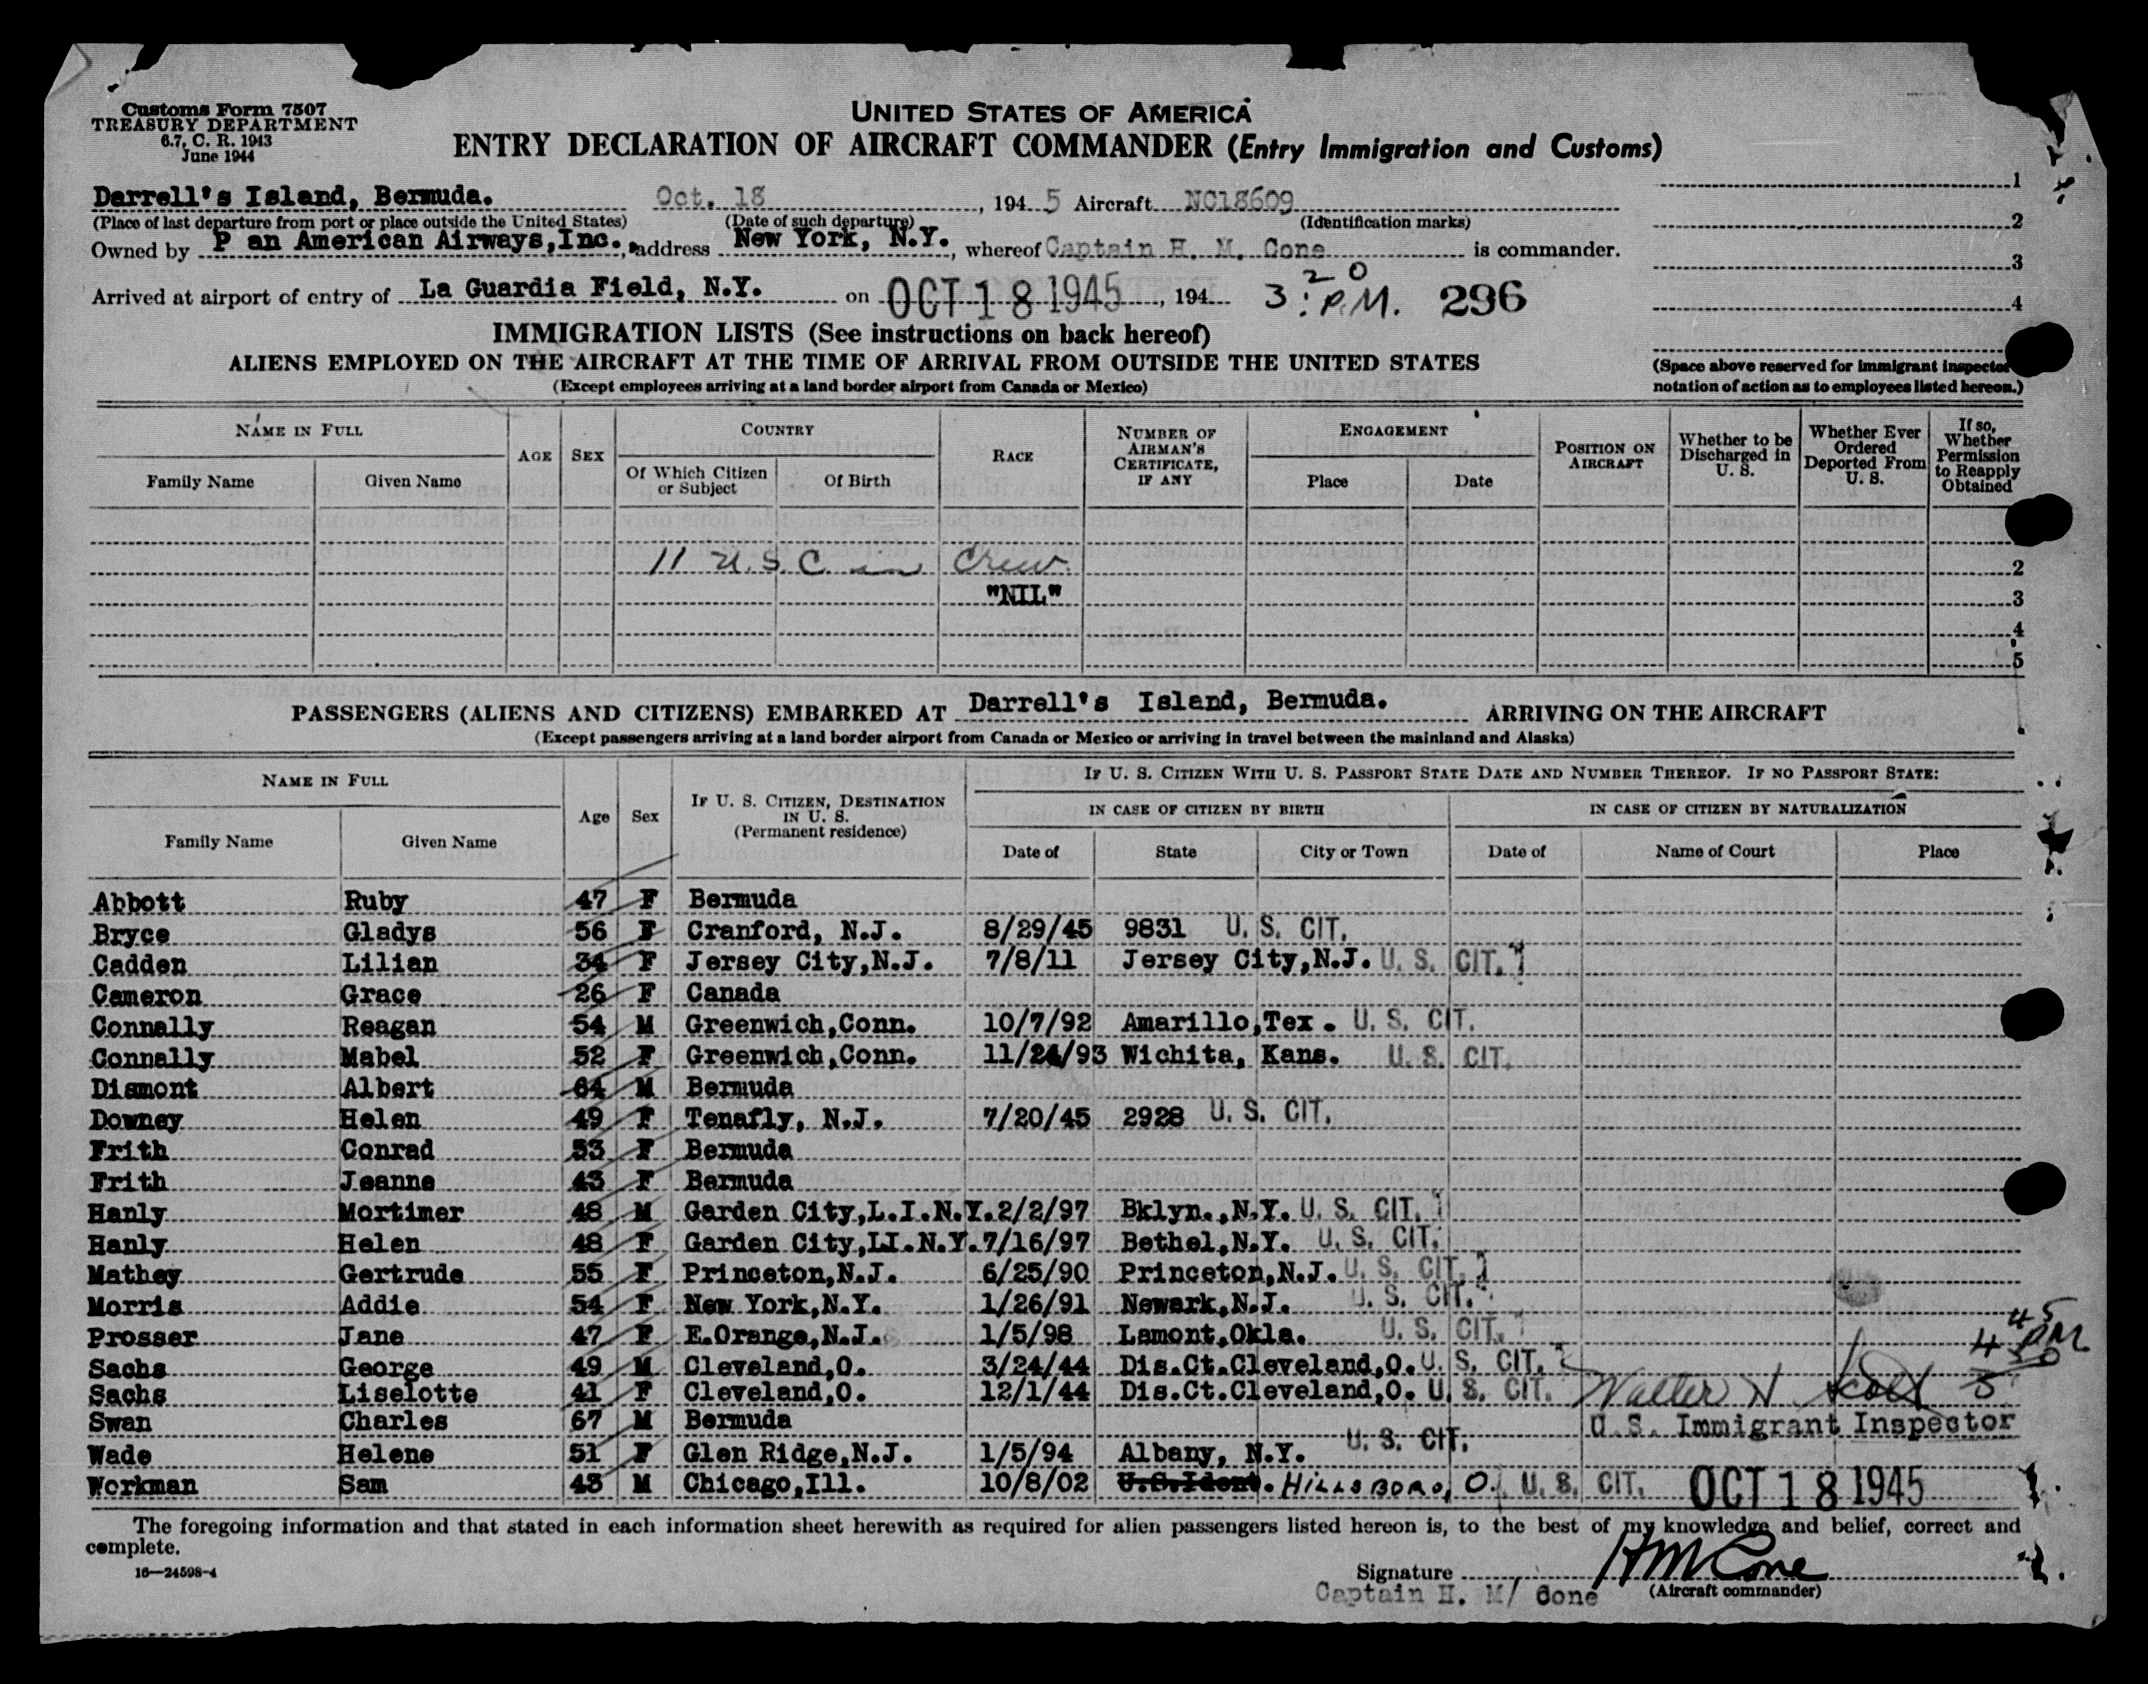 Customs Form 7507
TREASURY DEPARTMENT
6.7, C. R. 1943
June 1944
UNITED STATES OF AMERICA
ENTRY DECLARATION OF AIRCRAFT COMMANDER (Entry Immigration and Customs)
Darrell's Island, Bermuda. Oct. 18, 194 5 Aircraft NC18609
(Place of last departure from port or place outside the United States) (Date of such departure) (Identification marks)
Owned by P an American Airways,Inc., address New York, N.Y., whereof Captain H. M. Cone is commander.
Arrived at airport of entry of La Guardia Field, N.Y. on OCT 18 1945, 194 3:20 P.M. 296
1
2
3
4
(Space above reserved for immigrant inspector
notation of action as to employees listed hereon.)
IMMIGRATION LISTS (See instructions on back hereof)
ALIENS EMPLOYED ON THE AIRCRAFT AT THE TIME OF ARRIVAL FROM OUTSIDE THE UNITED STATES
(Except employees arriving at a land border airport from Canada or Mexico)
NAME IN FULL AGE SEX COUNTRY RACE NUMBER OF AIRMAN'S CERTIFICATE, IF ANY ENGAGEMENT POSITION ON AIRCRAFT Whether to be Discharged in U. S. Whether Ever Ordered Deported From U. S. If so, Whether Permission to Reapply Obtained
Family Name Given Name Of Which Citizen or Subject Of Birth Place Date
11 U.S.C. in Crew. 2
"NIL" 3
4
5
PASSENGERS (ALIENS AND CITIZENS) EMBARKED AT Darrell's Island, Bermuda. ARRIVING ON THE AIRCRAFT
(Except passengers arriving at a land border airport from Canada or Mexico or arriving in travel between the mainland and Alaska)
NAME IN FULL Age Sex IF U. S. CITIZEN, DESTINATION IN U. S. (Permanent residence) IF U. S. CITIZEN WITH U. S. PASSPORT STATE DATE AND NUMBER THEREOF. IF NO PASSPORT STATE:
IN CASE OF CITIZEN BY BIRTH IN CASE OF CITIZEN BY NATURALIZATION
Family Name Given Name Date of State City or Town Date of Name of Court Place
Abbott Ruby 47 F Bermuda
Bryce Gladys 56 F Cranford, N.J. 8/29/45 9831 U. S. CIT.
Cadden Lilian 34 F Jersey City,N.J. 7/8/11 Jersey City,N.J. U. S. CIT.
Cameron Grace 26 F Canada
Connally Reagan 54 M Greenwich,Conn. 10/7/92 Amarillo,Tex. U. S. CIT.
Connally Mabel 52 F Greenwich,Conn. 11/24/93 Wichita, Kans. U. S. CIT.
Dismont Albert 64 M Bermuda
Downey Helen 49 F Tenafly, N.J. 7/20/45 2928 U. S. CIT.
Frith Conrad 53 F Bermuda
Frith Jeanne 43 F Bermuda
Hanly Mortimer 48 M Garden City,L.I.N.Y. 2/2/97 Bklyn.,N.Y. U. S. CIT.
Hanly Helen 48 F Garden City,LI.N.Y. 7/16/97 Bethel,N.Y. U. S. CIT.
Mathey Gertrude 55 F Princeton,N.J. 6/25/90 Princeton,N.J. U. S. CIT.
Morris Addie 54 F New York,N.Y. 1/26/91 Newark,N.J. U. S. CIT.
Prosser Jane 47 F E.Orange,N.J. 1/5/98 Lamont,Okla. U. S. CIT. 4 45 PM
Sachs George 49 M Cleveland,O. 3/24/44 Dis.Ct.Cleveland,O. U. S. CIT.
Sachs Liselotte 41 F Cleveland,O. 12/1/44 Dis.Ct.Cleveland,O. U. S. CIT. Walter H Scott 5 50
Swan Charles 67 M Bermuda U.S. Immigrant Inspector
Wade Helene 51 F Glen Ridge,N.J. 1/5/94 Albany, N.Y. U. S. CIT.
Workman Sam 43 M Chicago,Ill. 10/8/02 U.S.Ident. HILLSBORO, O. U. S. CIT. OCT 18 1945
The foregoing information and that stated in each information sheet herewith as required for alien passengers listed hereon is, to the best of my knowledge and belief, correct and
complete.
16—24598-4
Signature HM Cone
Captain H. M/ Cone (Aircraft commander)